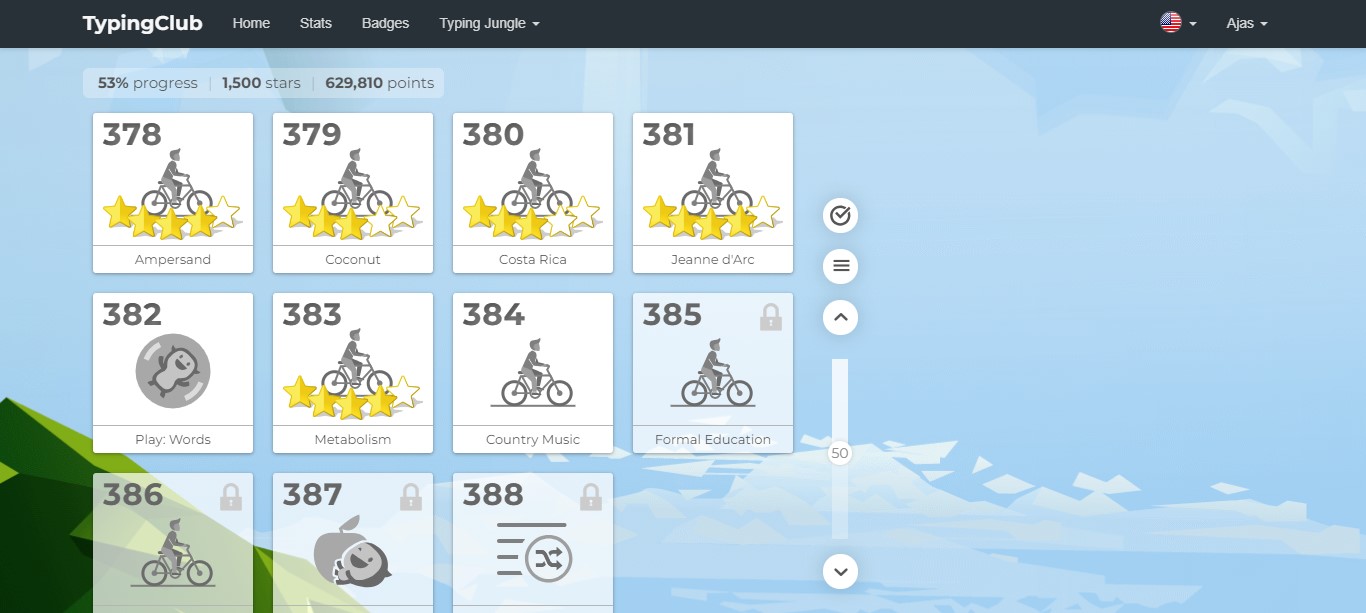 TypingClub Home Stats Badges Typing Jungle Ajas
53% progress | 1,500 stars | 629,810 points
378 379 380 381
Ampersand Coconut Costa Rica Jeanne d'Arc
382 383 384 385
Play: Words Metabolism Country Music Formal Education
50
386 387 388